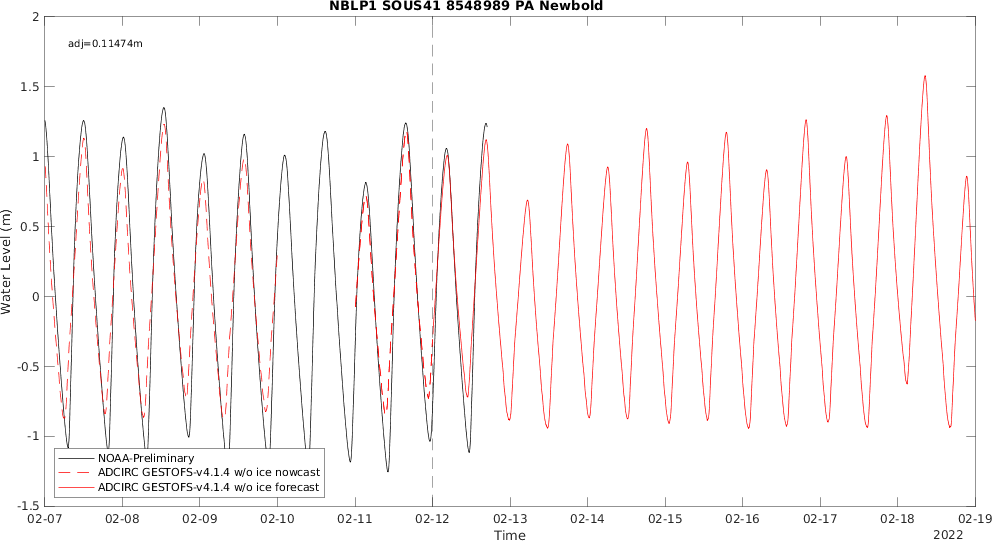 NBLP1 SOUS41 8548989 PA Newbold
adj=0.11474m
2
1.5
1
0.5
0
-0.5
-1
-1.5
Water Level (m)
NOAA-Preliminary
ADCIRC GESTOFS-v4.1.4 w/o ice nowcast
ADCIRC GESTOFS-v4.1.4 w/o ice forecast
02-07 02-08 02-09 02-10 02-11 02-12 02-13 02-14 02-15 02-16 02-17 02-18 02-19
Time
2022